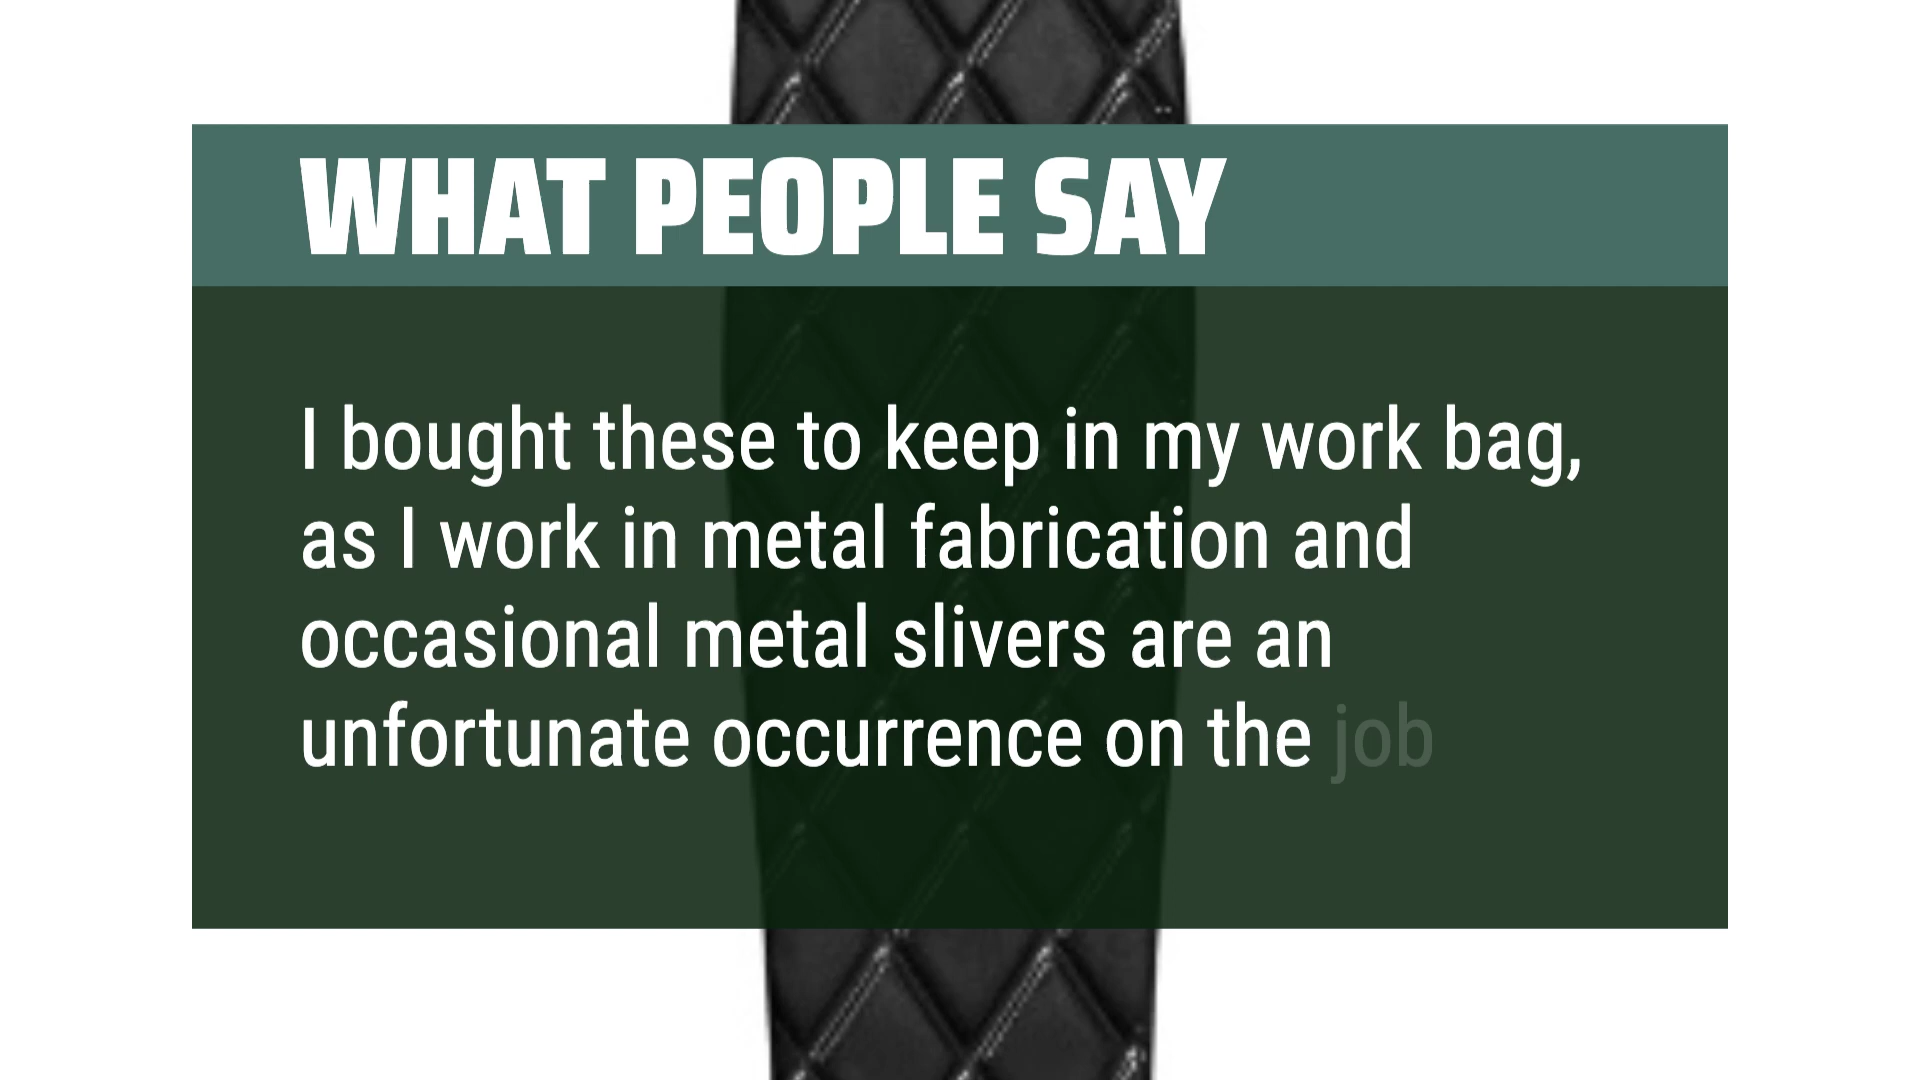 WHAT PEOPLE SAY
I bought these to keep in my work bag,
as I work in metal fabrication and
occasional metal slivers are an
unfortunate occurrence on the job